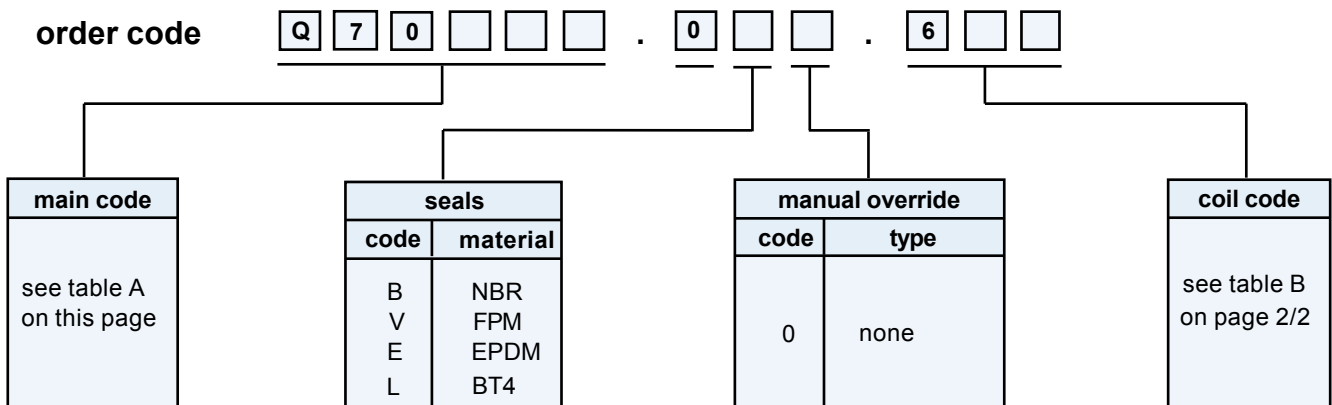 order code Q 7 0 . 0 . 6
main code
see table A
on this page
seals
code material
B NBR
V FPM
E EPDM
L BT4
manual override
code type
0 none
coil code
see table B
on page 2/2